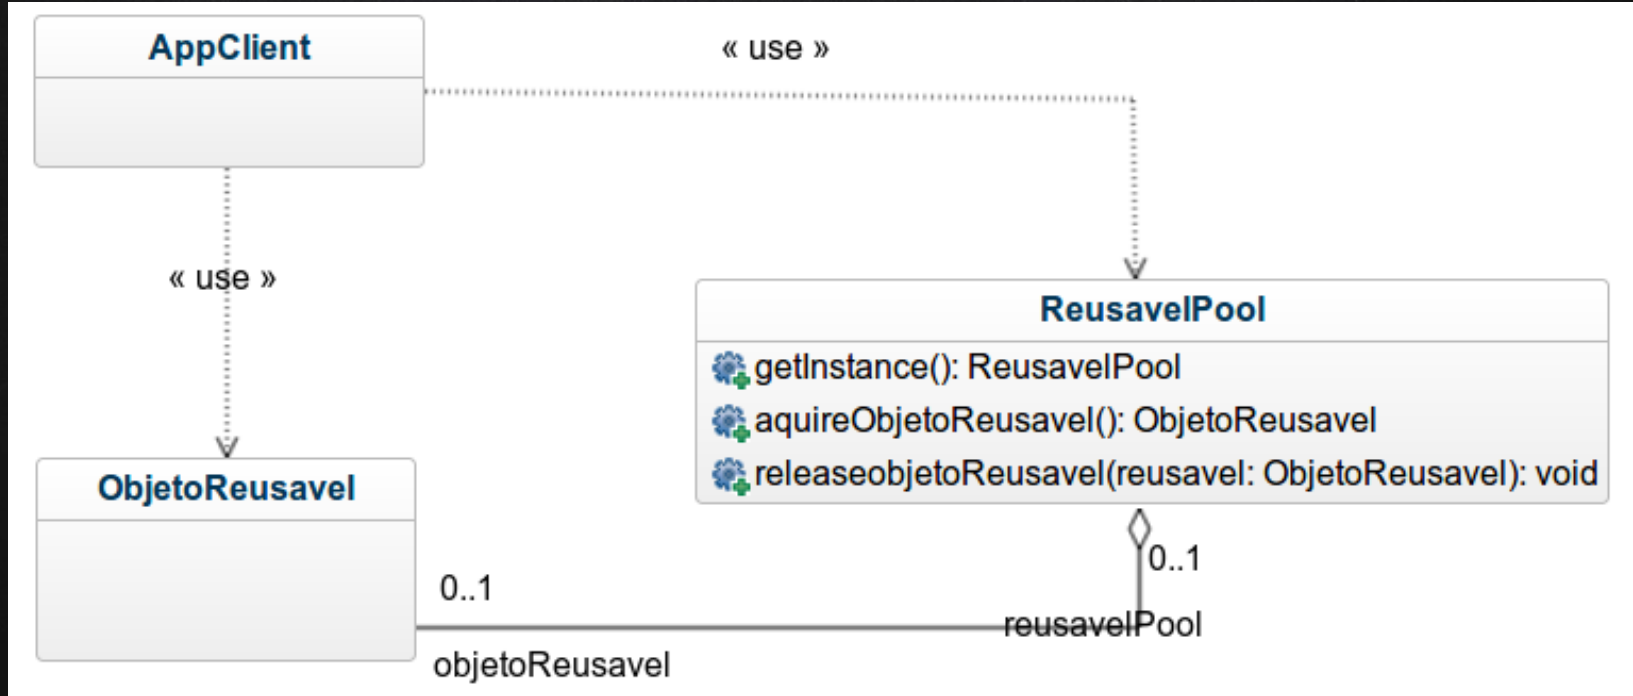 AppClient
« use »
« use »
ReusavelPool
getInstance(): ReusavelPool
aquireObjetoReusavel(): ObjetoReusavel
releaseobjetoReusavel(reusavel: ObjetoReusavel): void
ObjetoReusavel
0..1
0..1
reusavelPool
objetoReusavel